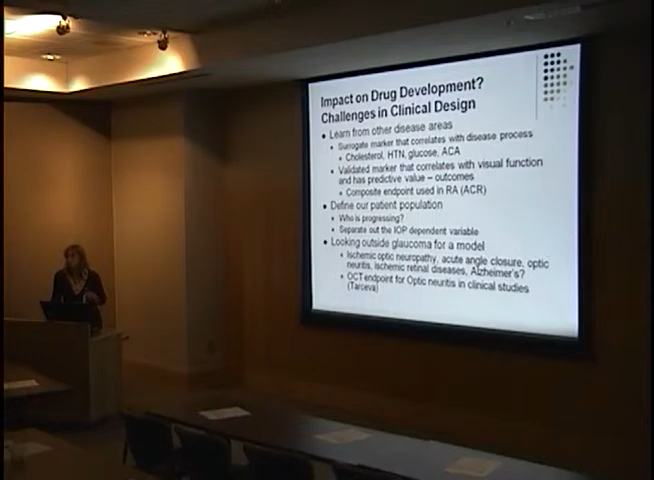 Impact on Drug Development?
Challenges in Clinical Design
Learn from other disease areas
Surrogate marker that correlates with disease process
Cholesterol, HTN, glucose, ACA
Validated marker that correlates with visual function
and has predictive value – outcomes
Composite endpoint used in RA (ACR)
Define our patient population
Who is progressing?
Separate out the IOP dependent variable
Looking outside glaucoma for a model
Ischemic optic neuropathy, acute angle closure, optic
neuritis, ischemic retinal diseases, Alzheimer's?
OCT endpoint for Optic neuritis in clinical studies
(Tarceva)